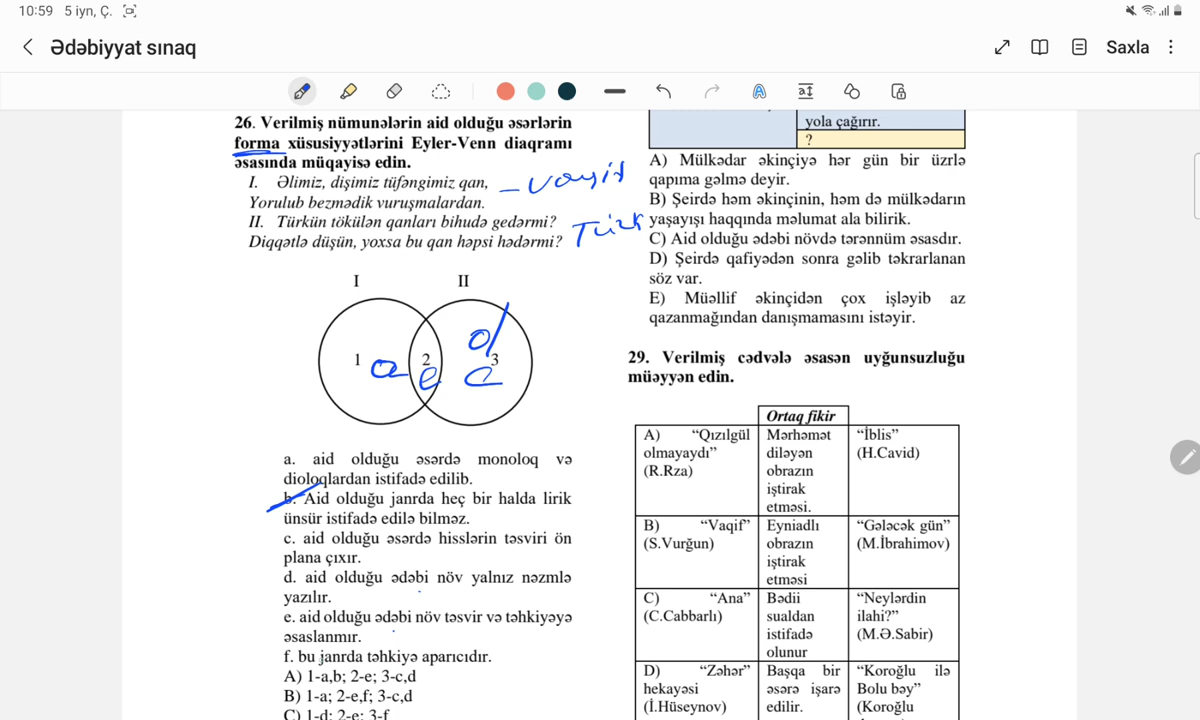 10:59 5 iyn, Ç.
Ədəbiyyat sınaq
Saxla
26. Verilmiş nümunələrin aid olduğu əsərlərin
forma xüsusiyyətlərini Eyler-Venn diaqramı
əsasında müqayisə edin.
I. Əlimiz, dişimiz tüfəngimiz qan,
Yorulub bezmədik vuruşmalardan.
II. Türkün tökülən qanları bihudə gedərmi?
Diqqətlə düşün, yoxsa bu qan həpsi hədərmi?
Türk
I II
1 2 3
a e d c
a. aid olduğu əsərdə monoloq və
dioloqlardan istifadə edilib.
b. Aid olduğu janrda heç bir halda lirik
ünsür istifadə edilə bilməz.
c. aid olduğu əsərdə hisslərin təsviri ön
plana çıxır.
d. aid olduğu ədəbi növ yalnız nəzmlə
yazılır.
e. aid olduğu ədəbi növ təsvir və təhkiyəyə
əsaslanmır.
f. bu janrda təhkiyə aparıcıdır.
A) 1-a,b; 2-e; 3-c,d
B) 1-a; 2-e,f; 3-c,d
C) 1-d; 2-e; 3-f
yola çağırır.
?
A) Mülkədar əkinçiyə hər gün bir üzrlə
qapıma gəlmə deyir.
B) Şeirdə həm əkinçinin, həm də mülkədarın
yaşayışı haqqında məlumat ala bilirik.
C) Aid olduğu ədəbi növdə tərənnüm əsasdır.
D) Şeirdə qafiyədən sonra gəlib təkrarlanan
söz var.
E) Müəllif əkinçidən çox işləyib az
qazanmağından danışmamasını istəyir.
29. Verilmiş cədvələ əsasən uyğunsuzluğu
müəyyən edin.
Ortaq fikir
A) “Qızılgül
olmayaydı”
(R.Rza)
Mərhəmət
diləyən
obrazın
iştirak
etməsi.
“İblis”
(H.Cavid)
B) “Vaqif”
(S.Vurğun)
Eyniadlı
obrazın
iştirak
etməsi
“Gələcək gün”
(M.İbrahimov)
C) “Ana”
(C.Cabbarlı)
Bədii
sualdan
istifadə
olunur
“Neylərdin
ilahi?”
(M.Ə.Sabir)
D) “Zəhər”
hekayəsi
(İ.Hüseynov)
Başqa bir
əsərə işarə
edilir.
“Koroğlu ilə
Bolu bəy”
(Koroğlu